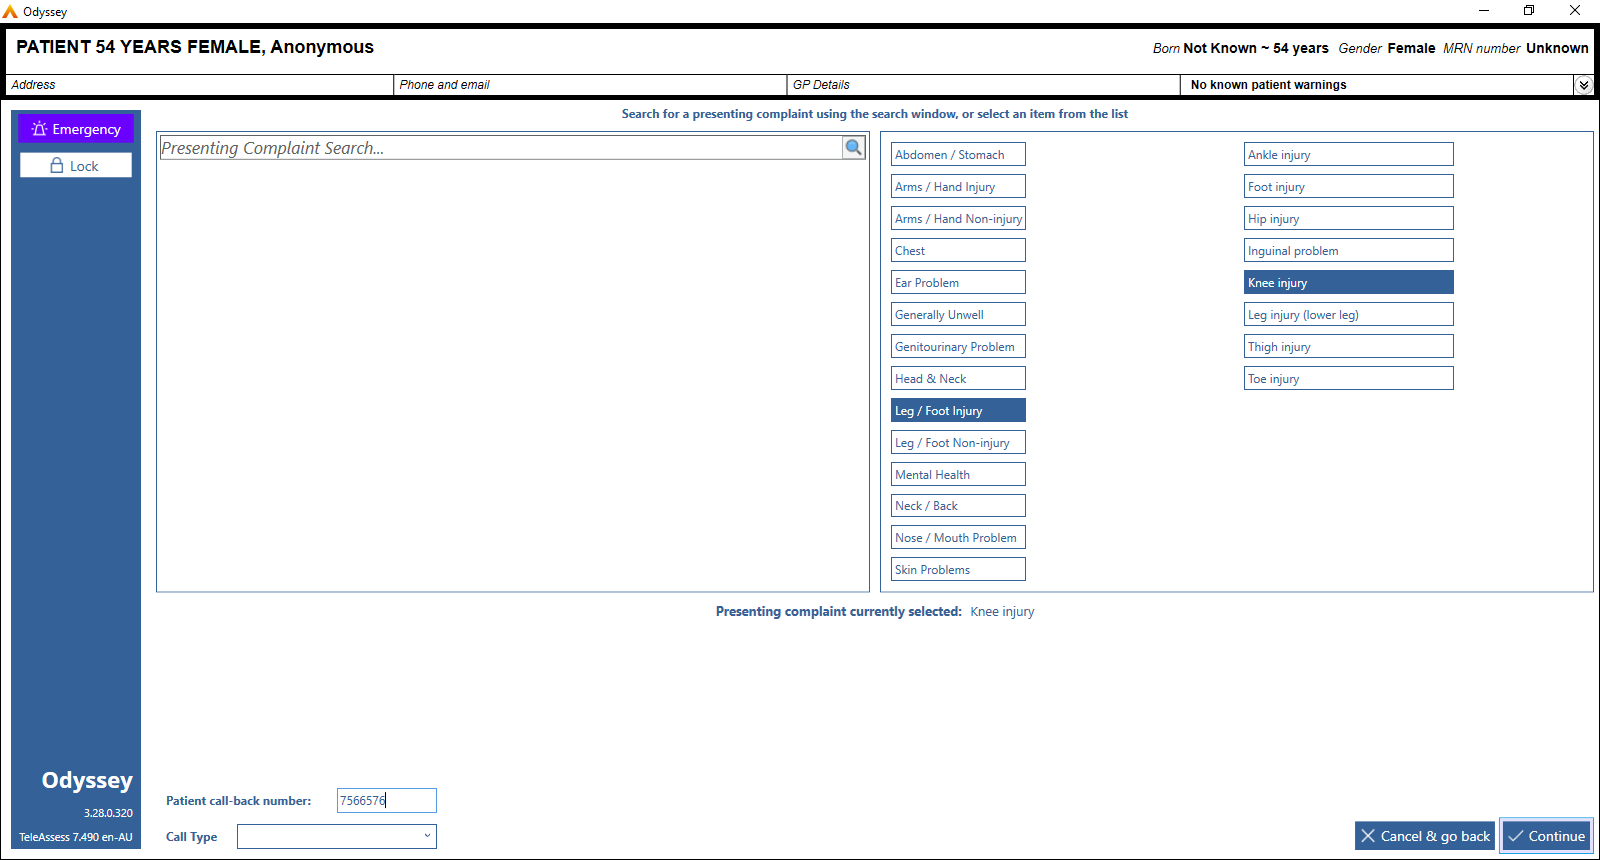 Odyssey
PATIENT 54 YEARS FEMALE, Anonymous
Born Not Known ~ 54 years Gender Female MRN number Unknown
Address
Phone and email
GP Details
No known patient warnings
Emergency
Lock
Search for a presenting complaint using the search window, or select an item from the list
Presenting Complaint Search...
Abdomen / Stomach
Arms / Hand Injury
Arms / Hand Non-injury
Chest
Ear Problem
Generally Unwell
Genitourinary Problem
Head & Neck
Leg / Foot Injury
Leg / Foot Non-injury
Mental Health
Neck / Back
Nose / Mouth Problem
Skin Problems
Ankle injury
Foot injury
Hip injury
Inguinal problem
Knee injury
Leg injury (lower leg)
Thigh injury
Toe injury
Presenting complaint currently selected: Knee injury
Odyssey
3.28.0.320
TeleAssess 7.490 en-AU
Patient call-back number: 7566576
Call Type
Cancel & go back
Continue